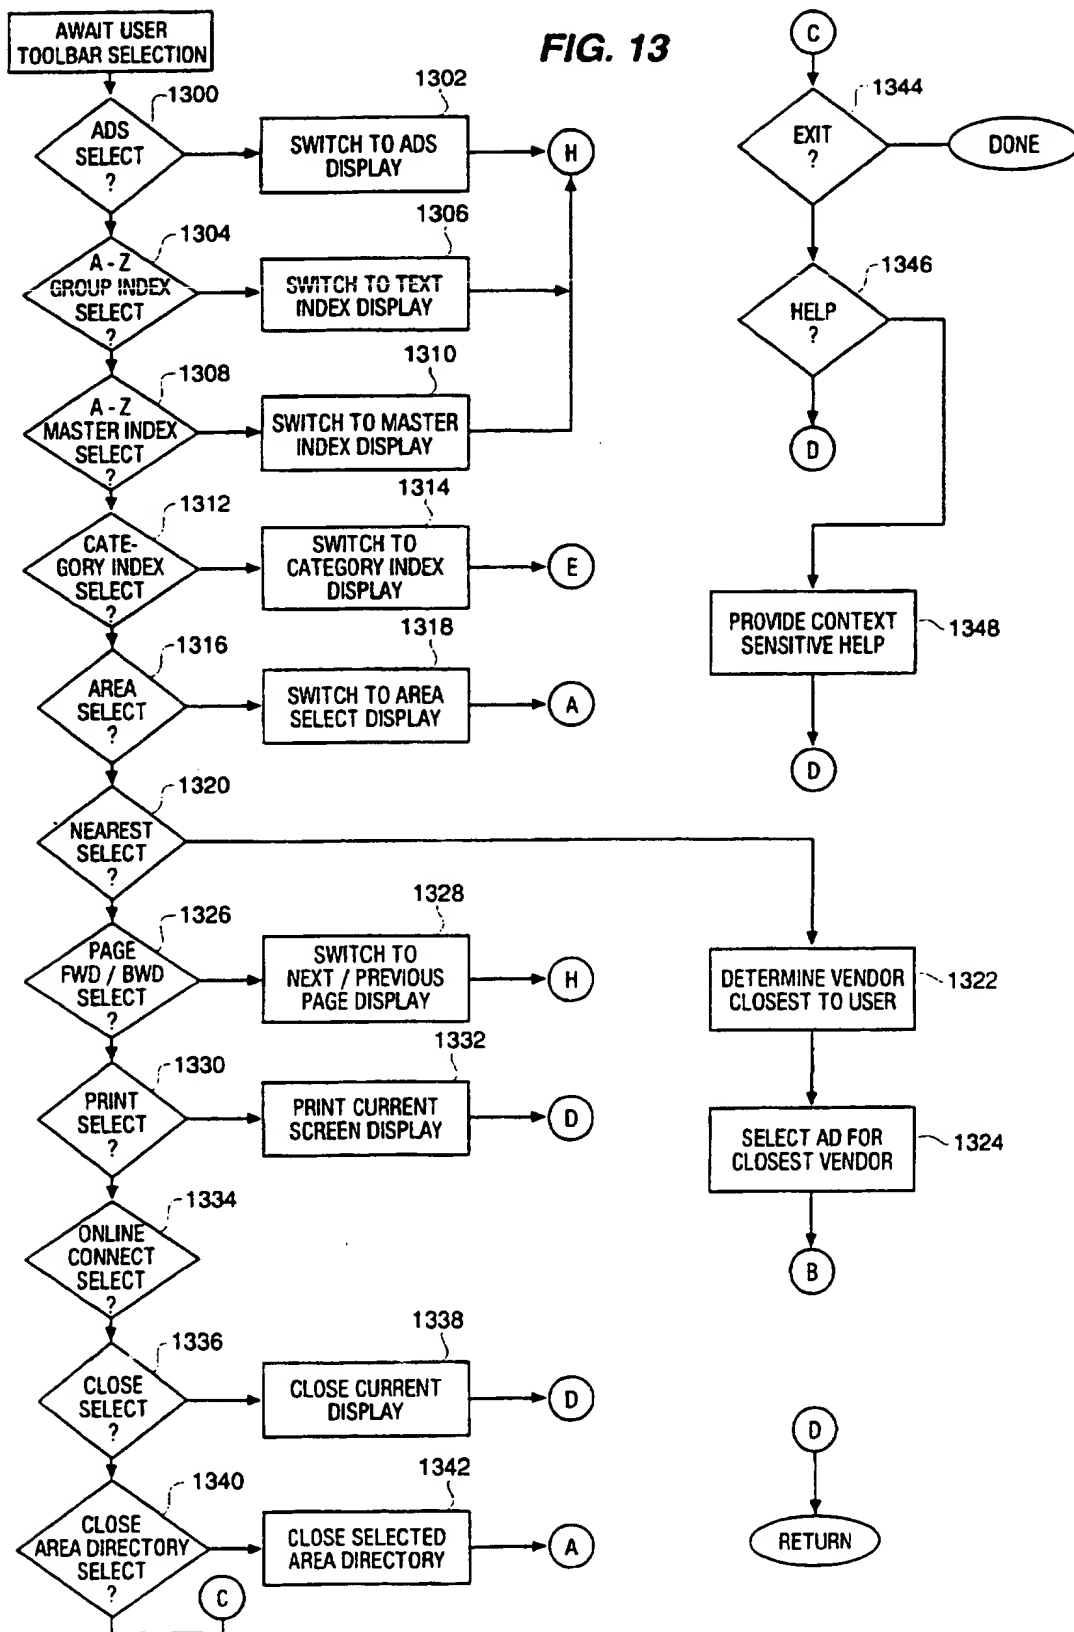 AWAIT USER
TOOLBAR SELECTION
FIG. 13
1300
ADS
SELECT
?
1302
SWITCH TO ADS
DISPLAY
H
1304
A - Z
GROUP INDEX
SELECT
?
1306
SWITCH TO TEXT
INDEX DISPLAY
1308
A - Z
MASTER INDEX
SELECT
?
1310
SWITCH TO MASTER
INDEX DISPLAY
1312
CATE-
GORY INDEX
SELECT
?
1314
SWITCH TO
CATEGORY INDEX
DISPLAY
E
1316
AREA
SELECT
?
1318
SWITCH TO AREA
SELECT DISPLAY
A
1320
NEAREST
SELECT
?
1326
PAGE
FWD / BWD
SELECT
?
1328
SWITCH TO
NEXT / PREVIOUS
PAGE DISPLAY
H
1330
PRINT
SELECT
?
1332
PRINT CURRENT
SCREEN DISPLAY
D
1334
ONLINE
CONNECT
SELECT
?
1336
CLOSE
SELECT
?
1338
CLOSE CURRENT
DISPLAY
D
1340
CLOSE
AREA DIRECTORY
SELECT
?
1342
CLOSE SELECTED
AREA DIRECTORY
A
C
C
1344
EXIT
?
DONE
1346
HELP
?
D
PROVIDE CONTEXT
SENSITIVE HELP
1348
D
DETERMINE VENDOR
CLOSEST TO USER
1322
SELECT AD FOR
CLOSEST VENDOR
1324
B
D
RETURN